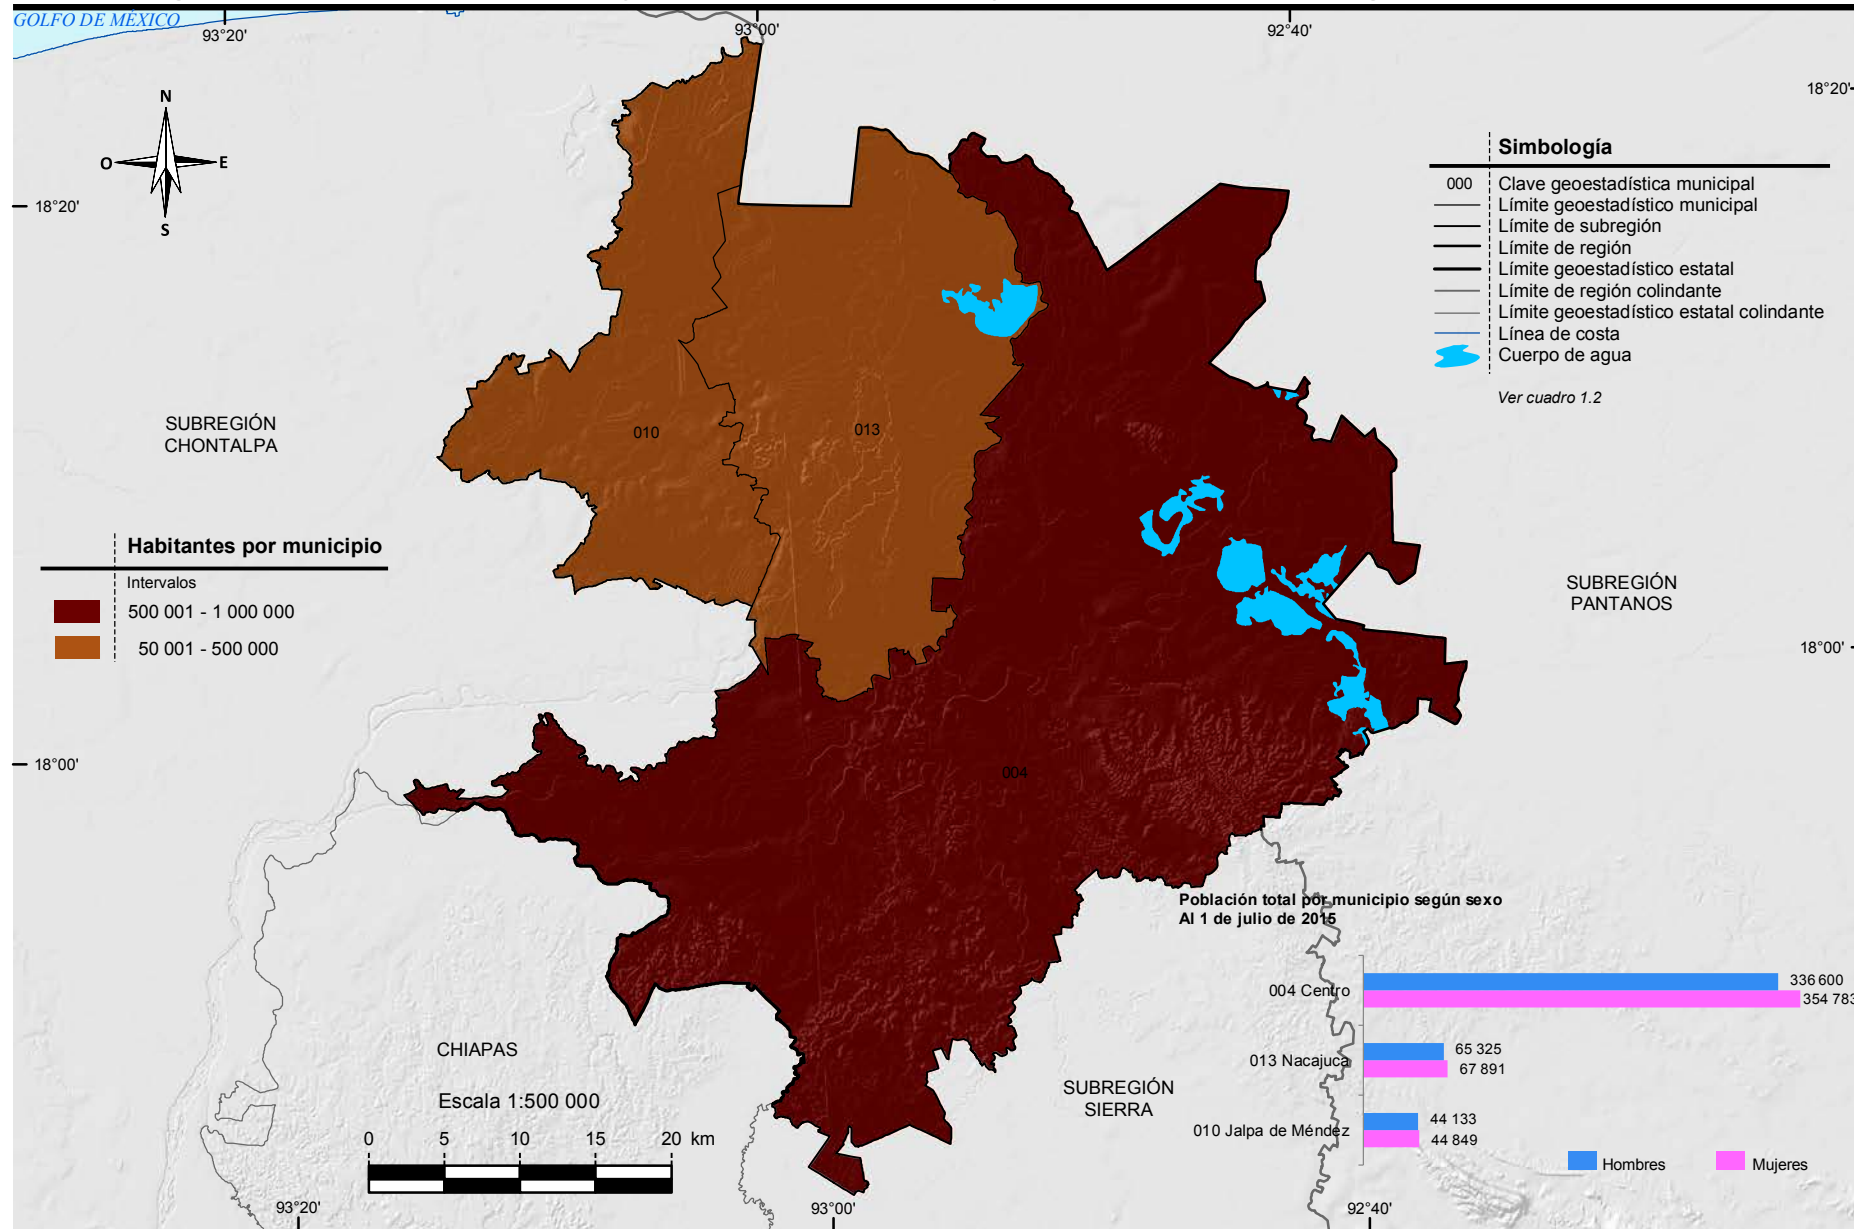 GOLFO DE MÉXICO
93°20'
93°00'
92°40'
18°20'
N
O
E
S
18°20'
Simbología
000 Clave geoestadística municipal
Límite geoestadístico municipal
Límite de subregión
Límite de región
Límite geoestadístico estatal
Límite de región colindante
Límite geoestadístico estatal colindante
Línea de costa
Cuerpo de agua
Ver cuadro 1.2
SUBREGIÓN
CHONTALPA
010
013
Habitantes por municipio
Intervalos
500 001 - 1 000 000
50 001 - 500 000
SUBREGIÓN
PANTANOS
18°00'
18°00'
004
Población total por municipio según sexo
Al 1 de julio de 2015
004 Centro
336 600
354 783
013 Nacajuca
65 325
67 891
010 Jalpa de Méndez
44 133
44 849
Hombres
Mujeres
CHIAPAS
SUBREGIÓN
SIERRA
Escala 1:500 000
0 5 10 15 20 km
93°20'
93°00'
92°40'